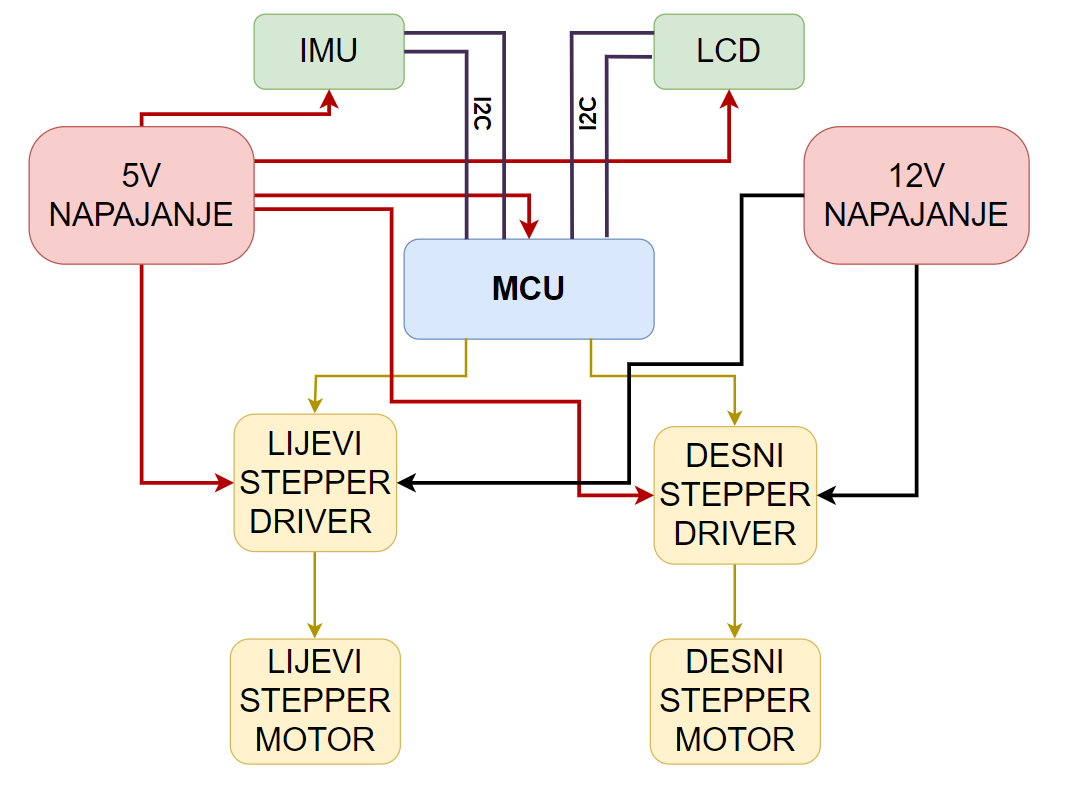 IMU
LCD
I2C
I2C
5V
NAPAJANJE
12V
NAPAJANJE
MCU
LIJEVI
STEPPER
DRIVER
DESNI
STEPPER
DRIVER
LIJEVI
STEPPER
MOTOR
DESNI
STEPPER
MOTOR